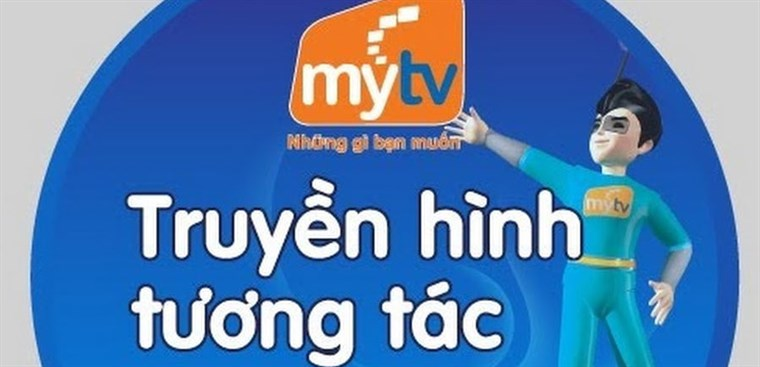 mytv
Những gì bạn muốn
Truyền hình
mytv
tương tác